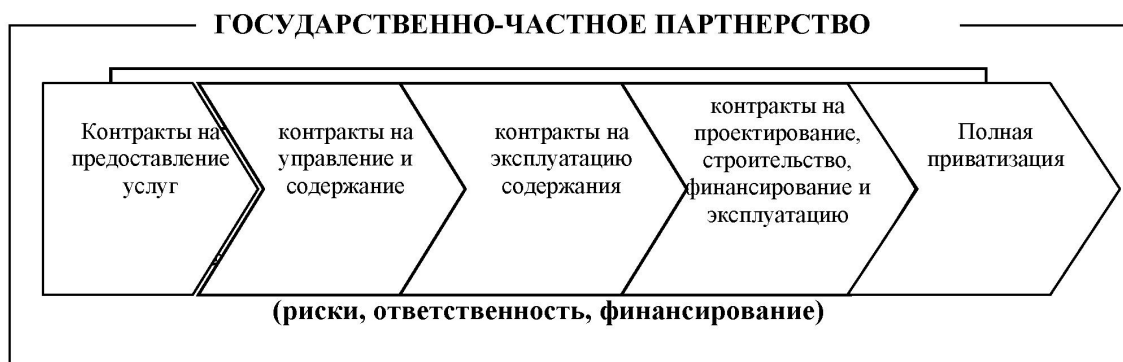 ГОСУДАРСТВЕННО-ЧАСТНОЕ ПАРТНЕРСТВО
Контракты на
предоставление
услуг
контракты на
управление и
содержание
контракты на
эксплуатацию
содержания
контракты на
проектирование,
строительство,
финансирование и
эксплуатацию
Полная
приватизация
(риски, ответственность, финансирование)